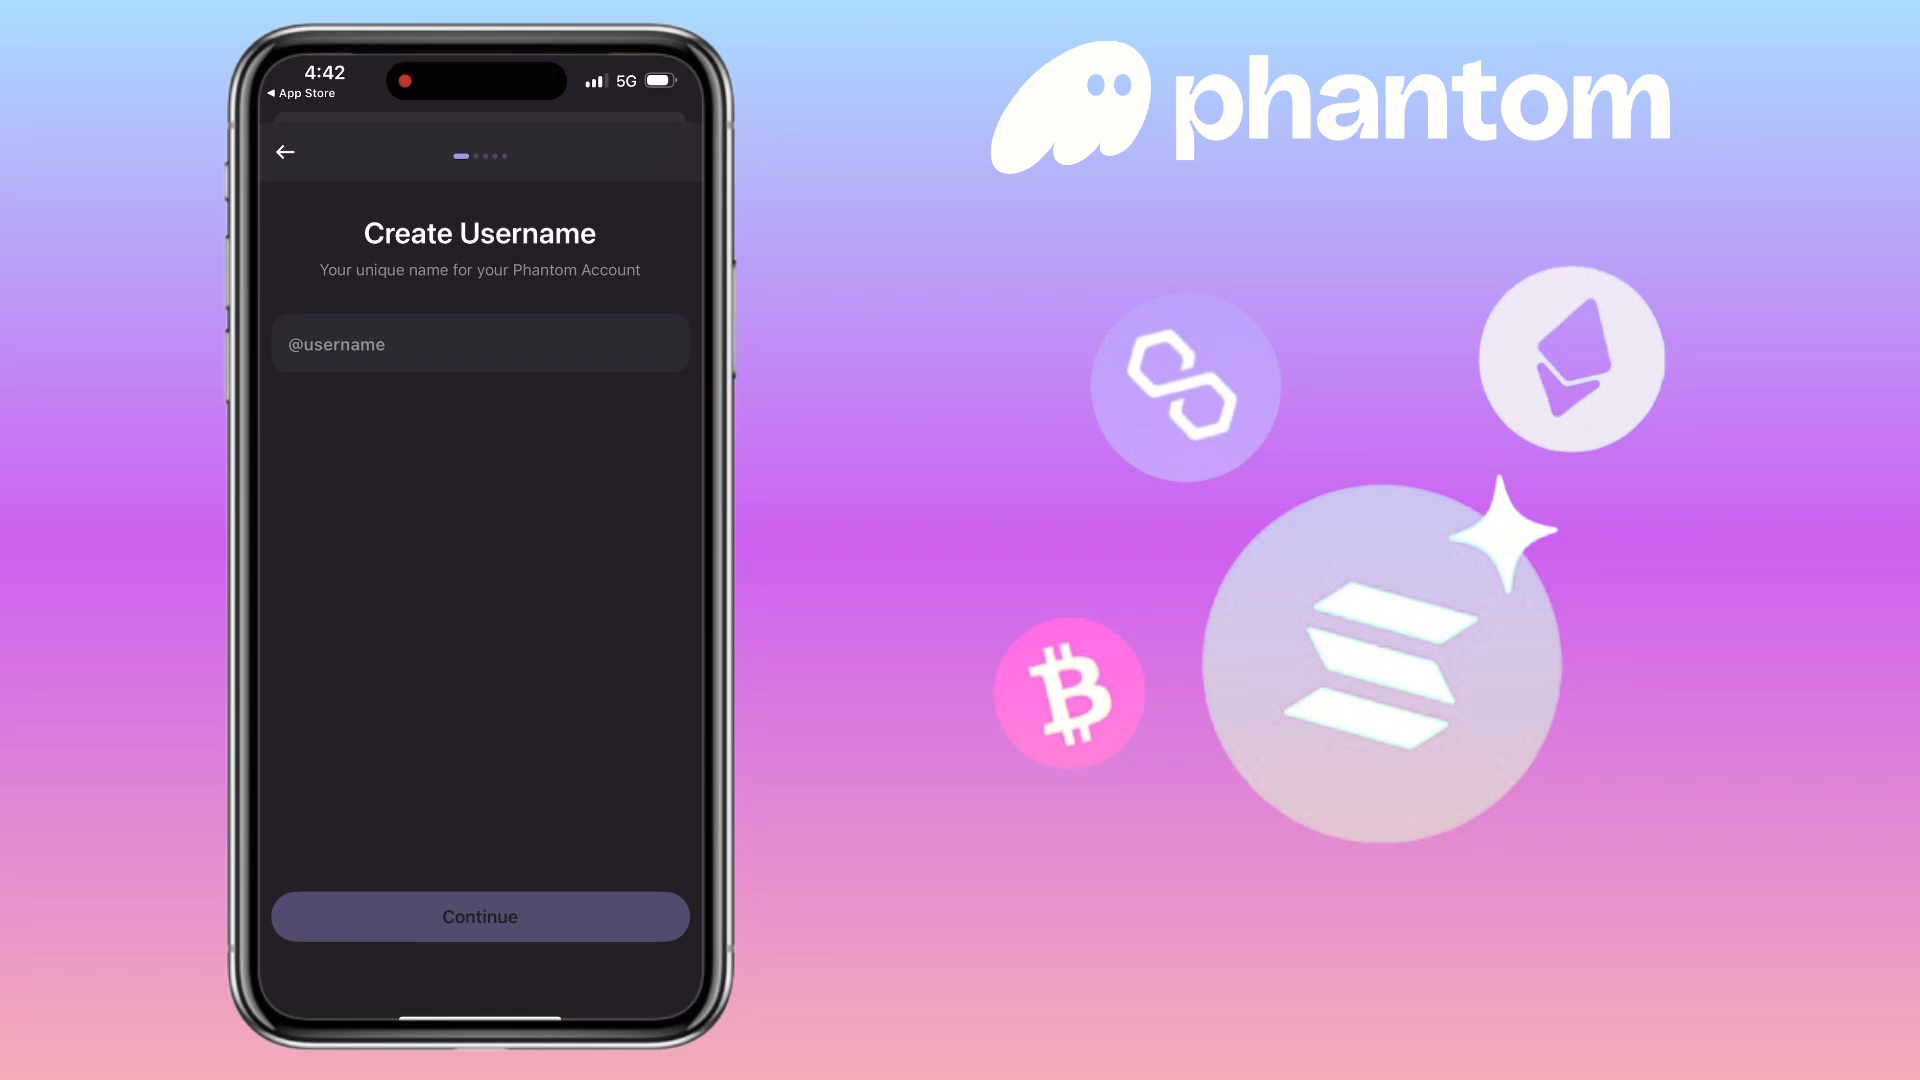 4:42
5G
◀ App Store
Create Username
Your unique name for your Phantom Account
@username
Continue
phantom